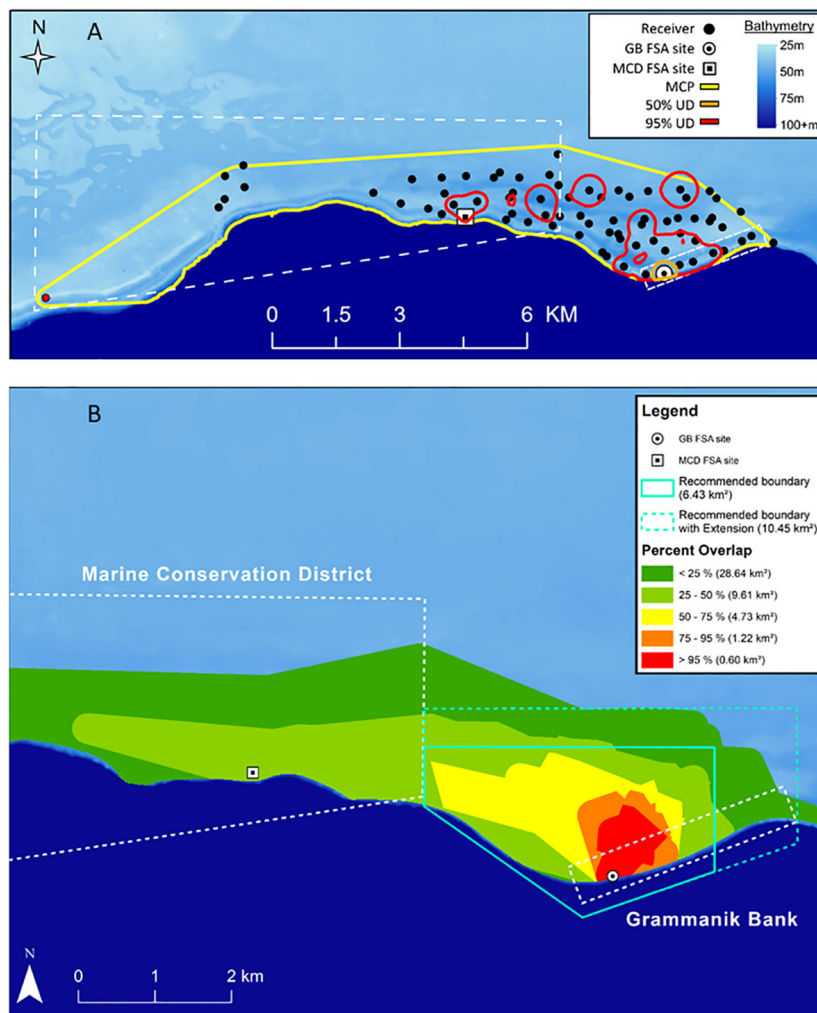 A
N
Receiver
GB FSA site
MCD FSA site
MCP
50% UD
95% UD
Bathymetry
25m
50m
75m
100+m
0 1.5 3 6 KM
B
Legend
GB FSA site
MCD FSA site
Recommended boundary
(6.43 km²)
Recommended boundary
with Extension (10.45 km²)
Percent Overlap
< 25 % (28.64 km²)
25 - 50 % (9.61 km²)
50 - 75 % (4.73 km²)
75 - 95 % (1.22 km²)
> 95 % (0.60 km²)
Marine Conservation District
Grammanik Bank
N
0 1 2 km